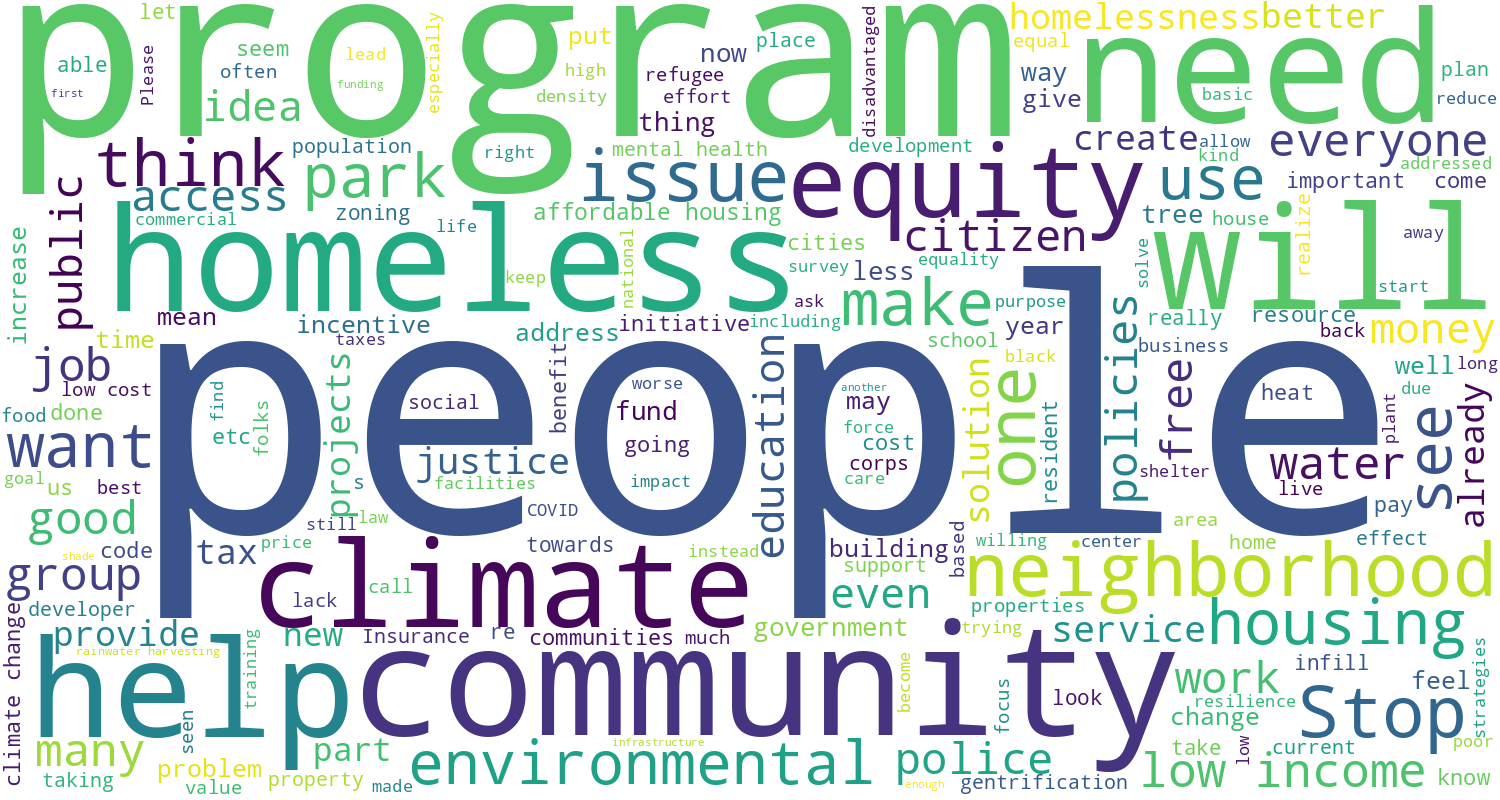 program
need
people
homeless
will
climate
community
help
equity
neighborhood
environmental
housing
Stop
let
able
first
Please
seem
often
idea
lead
funding
especially
put
high
density
now
refugee
effort
thing
place
disadvantaged
homelessness
equal
better
way
give
basic
plan
reduce
think
population
access
park
commercial
zoning
right
life
mental health
issue
affordable housing
development
create
allow
kind
everyone
addressed
use
important
come
tree
house
realize
away
public
increase
citizen
cities
survey
less
equality
solve
keep
national
ask
make
purpose
start
mean
incentive
address
initiative
including
year
really
resource
back
money
time
taxes
school
black
business
well
long
job
low cost
food
done
find
etc
folks
projects
social
benefit
worse
fund
going
impact
education
another
may
force
cost
corps
care
solution
one
resident
policies
free
shelter
heat
water
live
plant
due
see
already
want
justice
facilities
s
goal
us
best
good
still
law
COVID
pay
area
shade
code
tax
price
towards
instead
building
support
based
willing
center
home
effect
group
lack
call
even
developer
properties
climate change
provide
new
Insurance
re
communities
much
government
trying
service
rainwater harvesting
training
become
focus
look
work
infill
feel
resilience
change
strategies
many
seen
part
infrastructure
police
take
current
low
poor
taking
problem
value
property
made
enough
gentrification
low income
know